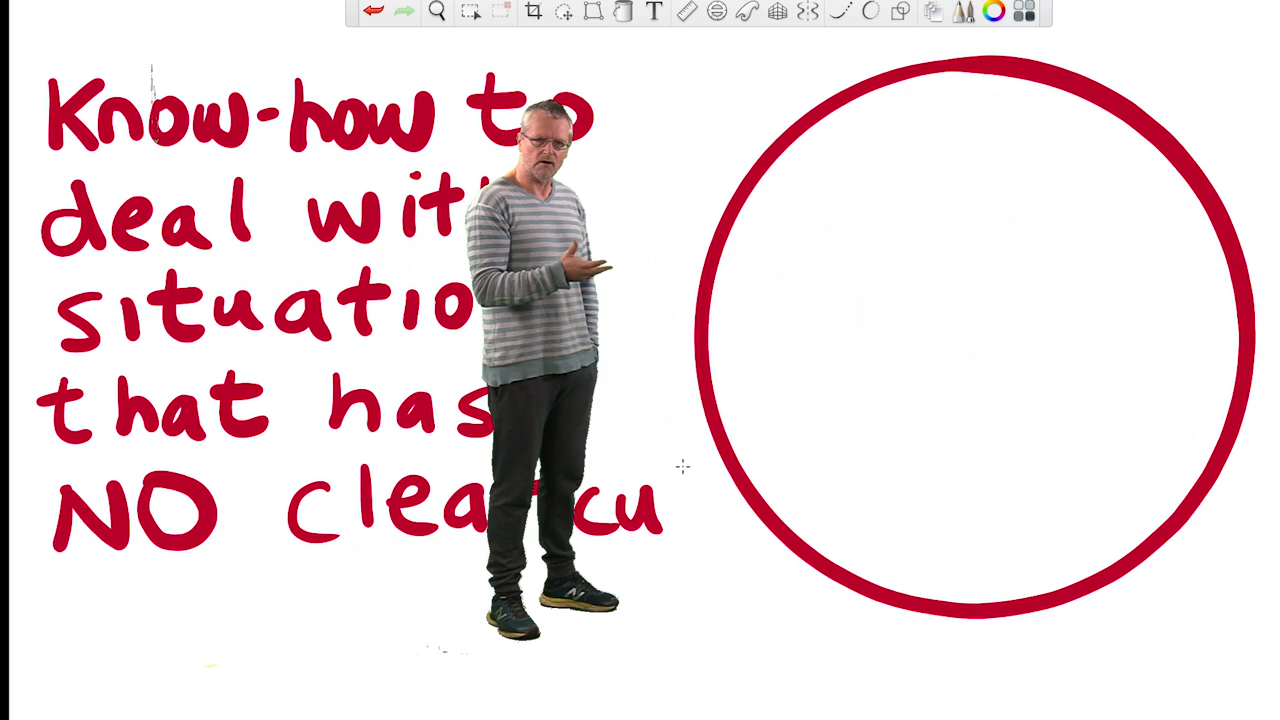 Know-how to
deal wit
situatio
that has
NO clea cu